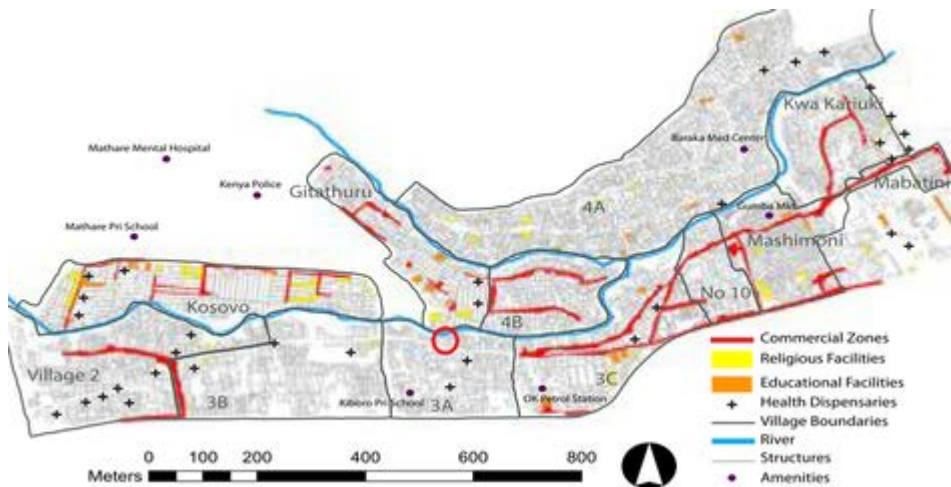 Kwa Kariuki
Mathare Mental Hospital
Baraka Med Center
Kenya Police
Gitathuru
Mabatini
4A
Gumba Mkt
Mathare Pri School
Mashimoni
Kosovo
No 10
4B
Village 2
3B
Kiboro Pri School
3A
OK Petrol Station
3C
Commercial Zones
Religious Facilities
Educational Facilities
Health Dispensaries
Village Boundaries
River
Structures
Amenities
Meters 0 100 200 400 600 800